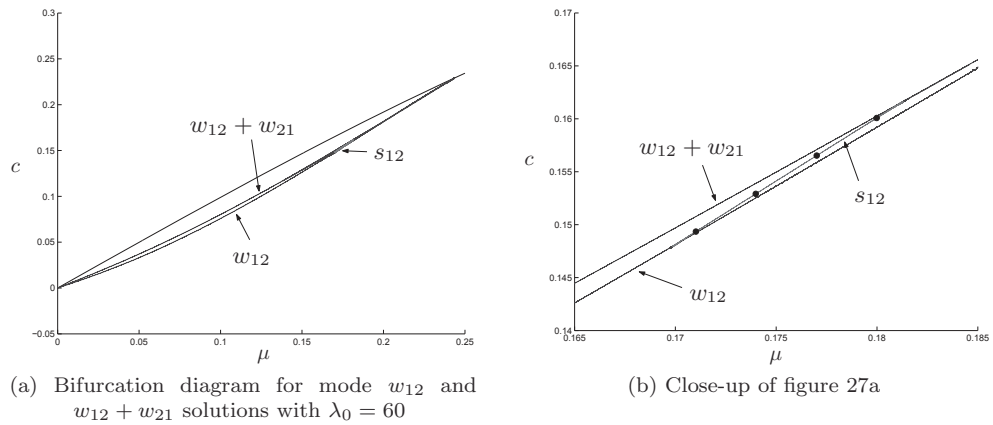 0.3
0.25
0.2
0.15
0.1
0.05
0
−0.05
c
0 0.05 0.1 0.15 0.2 0.25
μ
w₁₂ + w₂₁
s₁₂
w₁₂
(a) Bifurcation diagram for mode w₁₂ and
w₁₂ + w₂₁ solutions with λ₀ = 60
0.17
0.165
0.16
0.155
0.15
0.145
0.14
c
0.165 0.17 0.175 0.18 0.185
μ
w₁₂ + w₂₁
s₁₂
w₁₂
(b) Close-up of figure 27a